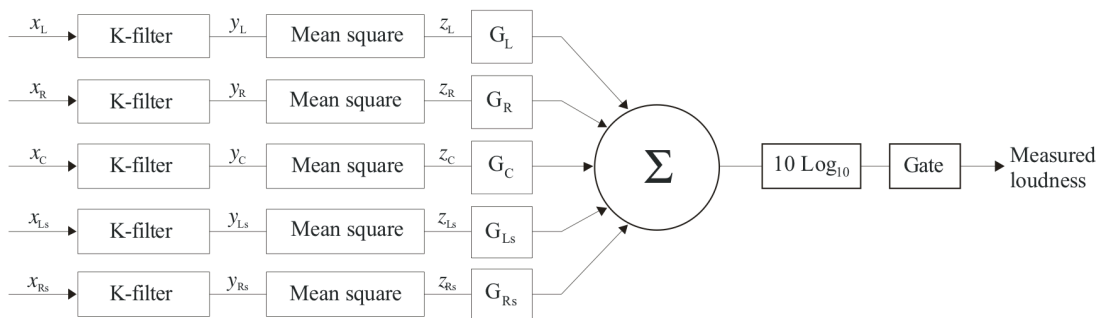 x_L K-filter y_L Mean square z_L G_L
x_R K-filter y_R Mean square z_R G_R
x_C K-filter y_C Mean square z_C G_C
Σ 10 Log_10 Gate Measured
loudness
x_Ls K-filter y_Ls Mean square z_Ls G_Ls
x_Rs K-filter y_Rs Mean square z_Rs G_Rs